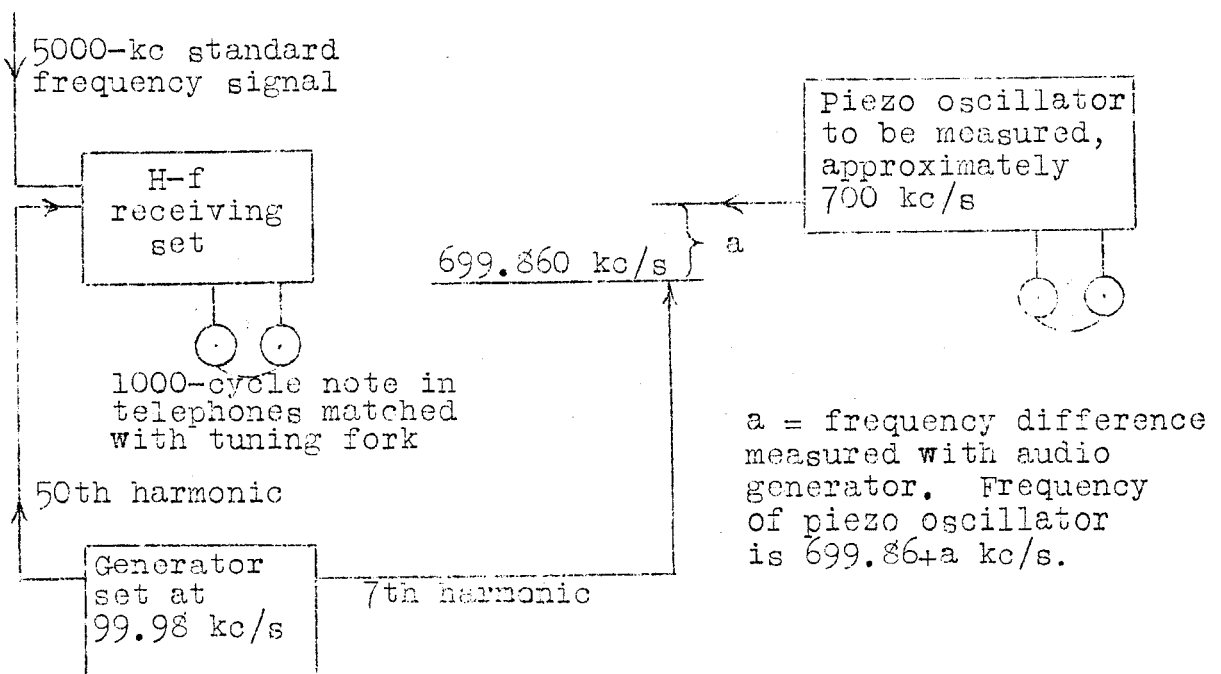 5000-kc standard
frequency signal
H-f
receiving
set
1000-cycle note in
telephones matched
with tuning fork
50th harmonic
Generator
set at
99.98 kc/s
7th harmonic
699.860 kc/s
a
Piezo oscillator
to be measured,
approximately
700 kc/s
a = frequency difference
measured with audio
generator. Frequency
of piezo oscillator
is 699.86+a kc/s.